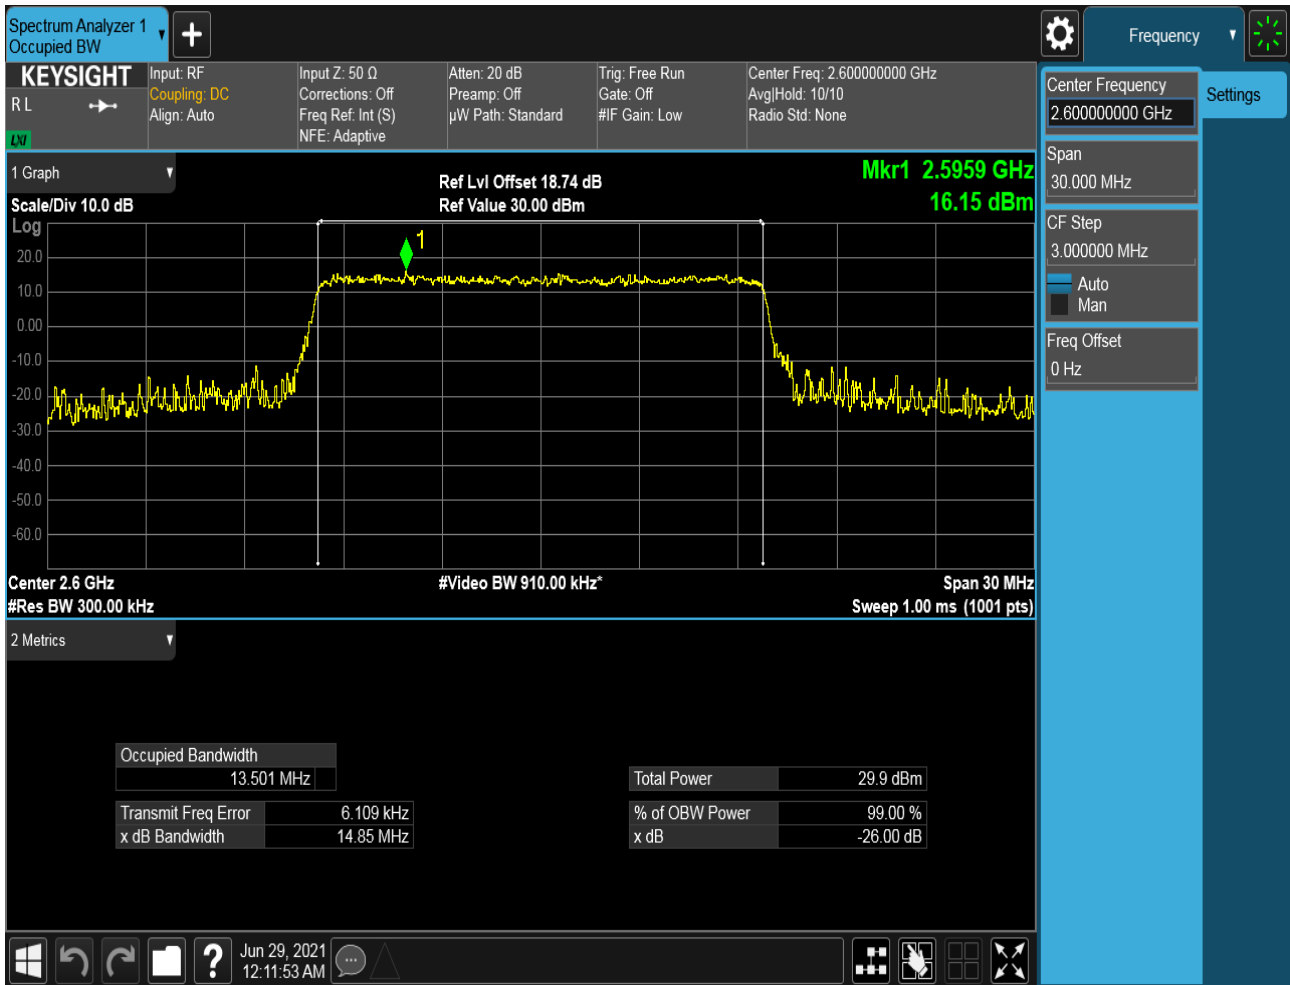 Spectrum Analyzer 1
Occupied BW
Frequency
KEYSIGHT
R L
LXI
Input: RF
Coupling: DC
Align: Auto
Input Z: 50 Ω
Corrections: Off
Freq Ref: Int (S)
NFE: Adaptive
Atten: 20 dB
Preamp: Off
µW Path: Standard
Trig: Free Run
Gate: Off
#IF Gain: Low
Center Freq: 2.600000000 GHz
Avg|Hold: 10/10
Radio Std: None
Center Frequency
2.600000000 GHz
Settings
Span
30.000 MHz
CF Step
3.000000 MHz
Auto
Man
Freq Offset
0 Hz
1 Graph
Scale/Div 10.0 dB
Ref Lvl Offset 18.74 dB
Ref Value 30.00 dBm
Mkr1 2.5959 GHz
16.15 dBm
Log
1
20.0
10.0
0.00
-10.0
-20.0
-30.0
-40.0
-50.0
-60.0
Center 2.6 GHz
#Video BW 910.00 kHz*
Span 30 MHz
#Res BW 300.00 kHz
Sweep 1.00 ms (1001 pts)
2 Metrics
Occupied Bandwidth
13.501 MHz
Transmit Freq Error 6.109 kHz
x dB Bandwidth 14.85 MHz
Total Power 29.9 dBm
% of OBW Power 99.00 %
x dB -26.00 dB
?
Jun 29, 2021
12:11:53 AM